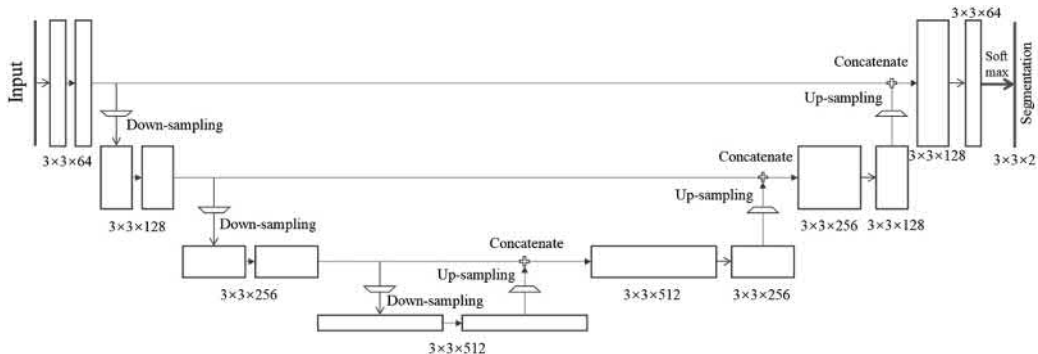 3×3×64
Input
Concatenate
Soft
max
Segmentation
Up-sampling
Down-sampling
3×3×64
Concatenate
3×3×128
3×3×2
Up-sampling
3×3×128
Down-sampling
3×3×256
3×3×128
Concatenate
Up-sampling
3×3×256
Down-sampling
3×3×512
3×3×256
3×3×512